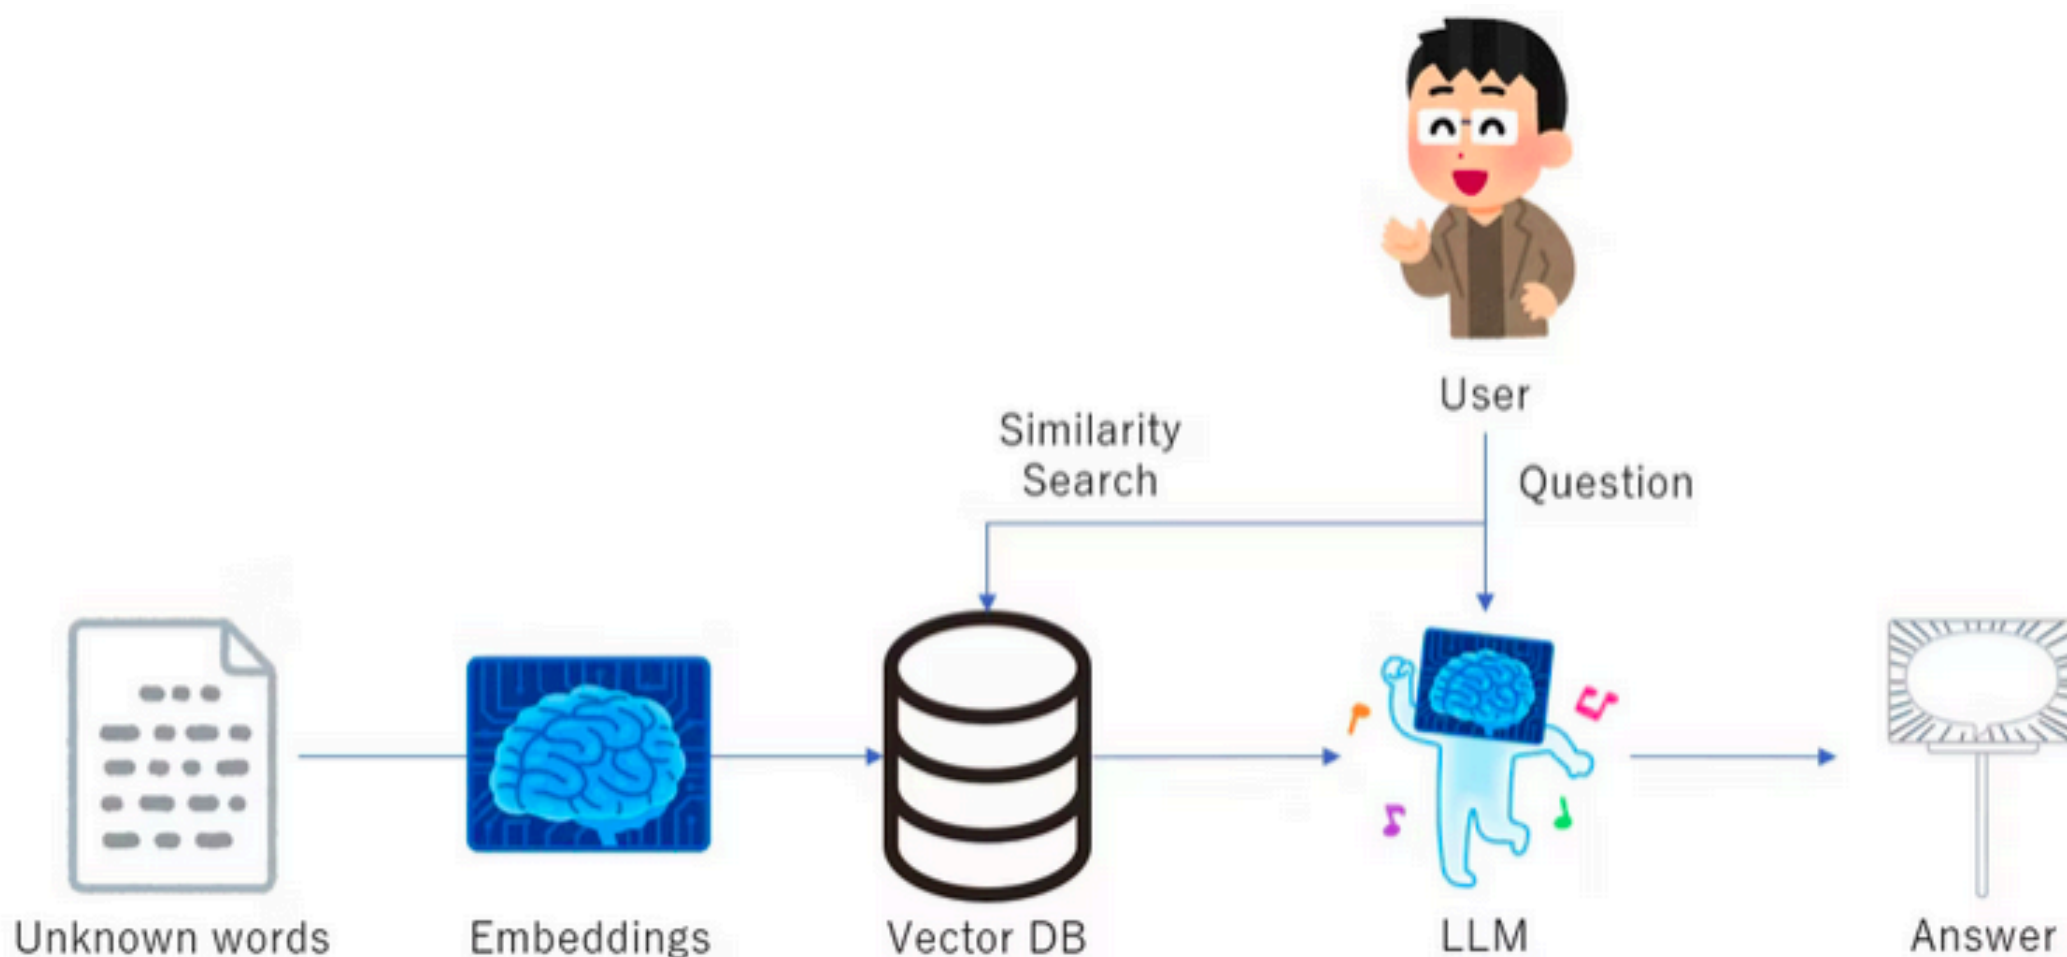 User
Similarity
Search
Question
Unknown words
Embeddings
Vector DB
LLM
Answer